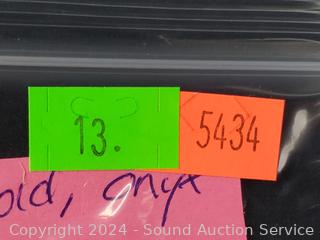 13. 5434
old, onyx
Copyright 2024 - Sound Auction Service